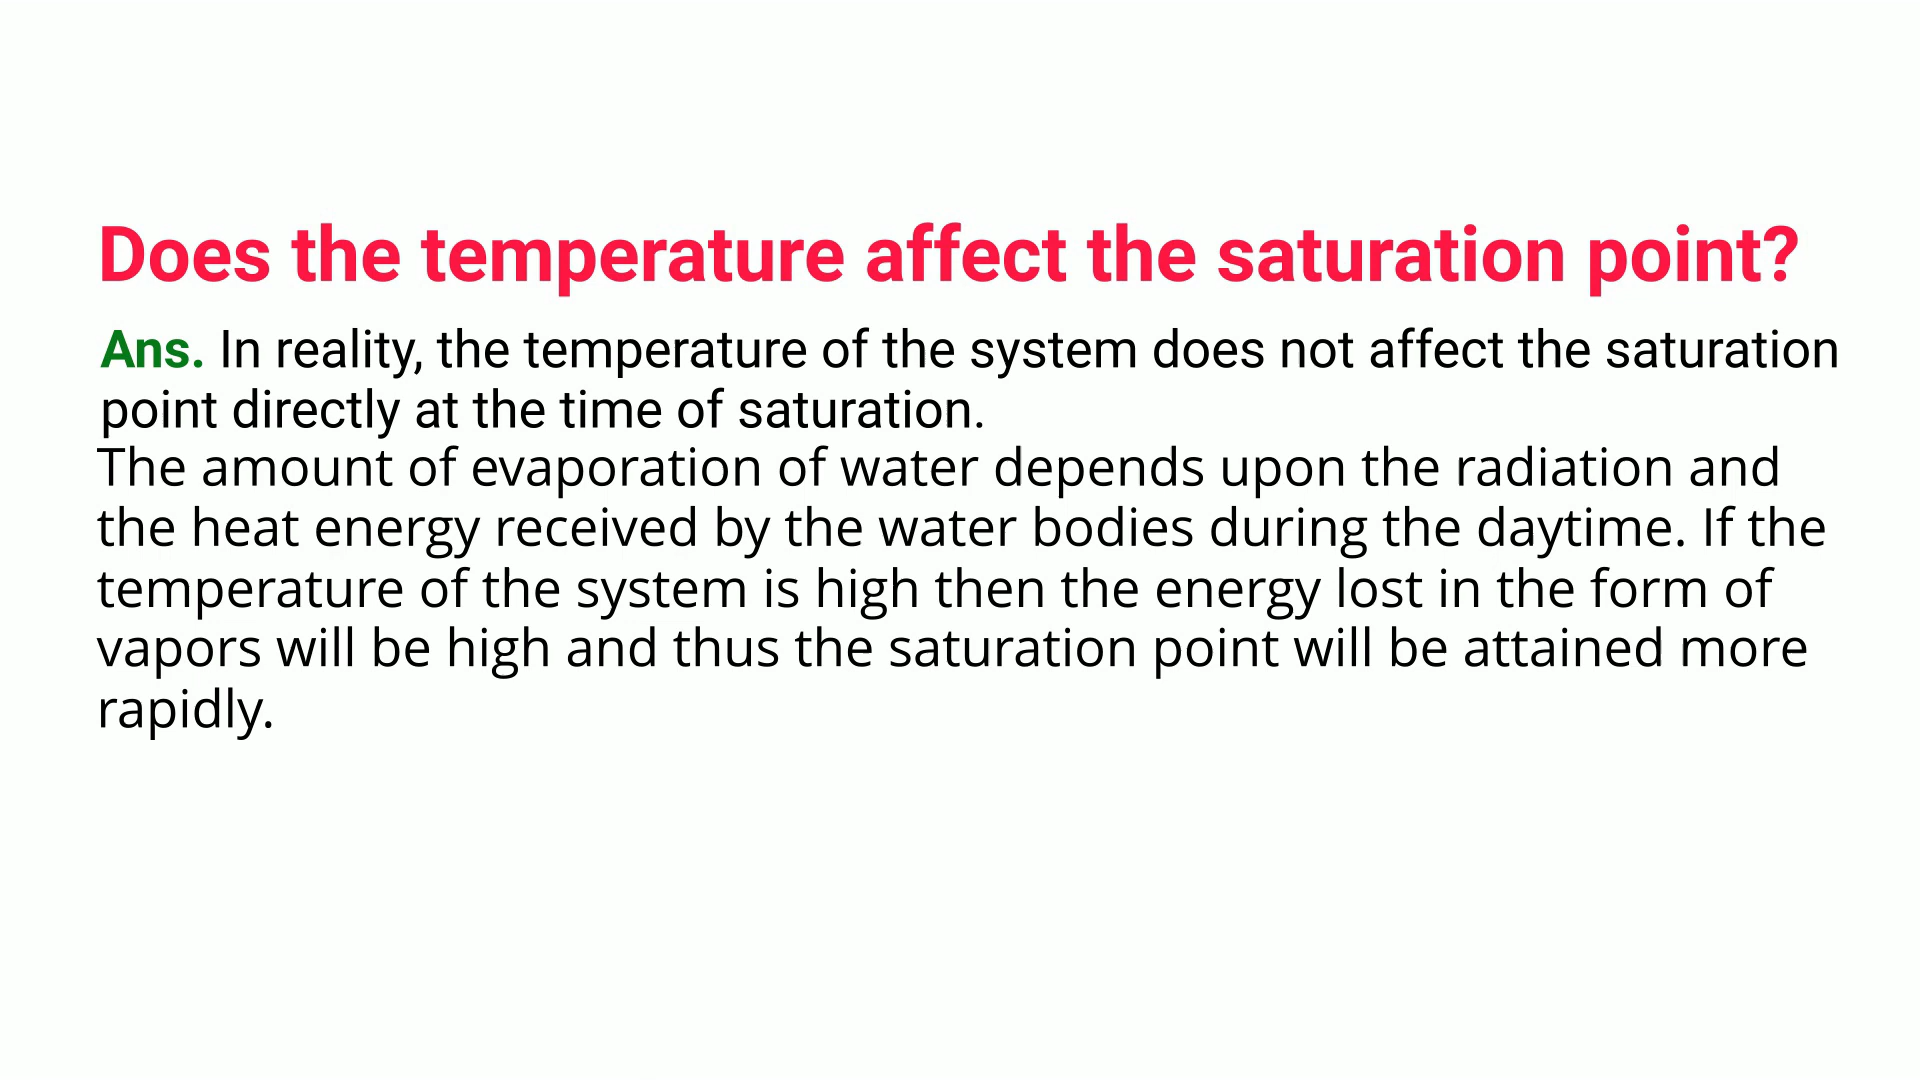 Does the temperature affect the saturation point?
Ans. In reality, the temperature of the system does not affect the saturation
point directly at the time of saturation.
The amount of evaporation of water depends upon the radiation and
the heat energy received by the water bodies during the daytime. If the
temperature of the system is high then the energy lost in the form of
vapors will be high and thus the saturation point will be attained more
rapidly.